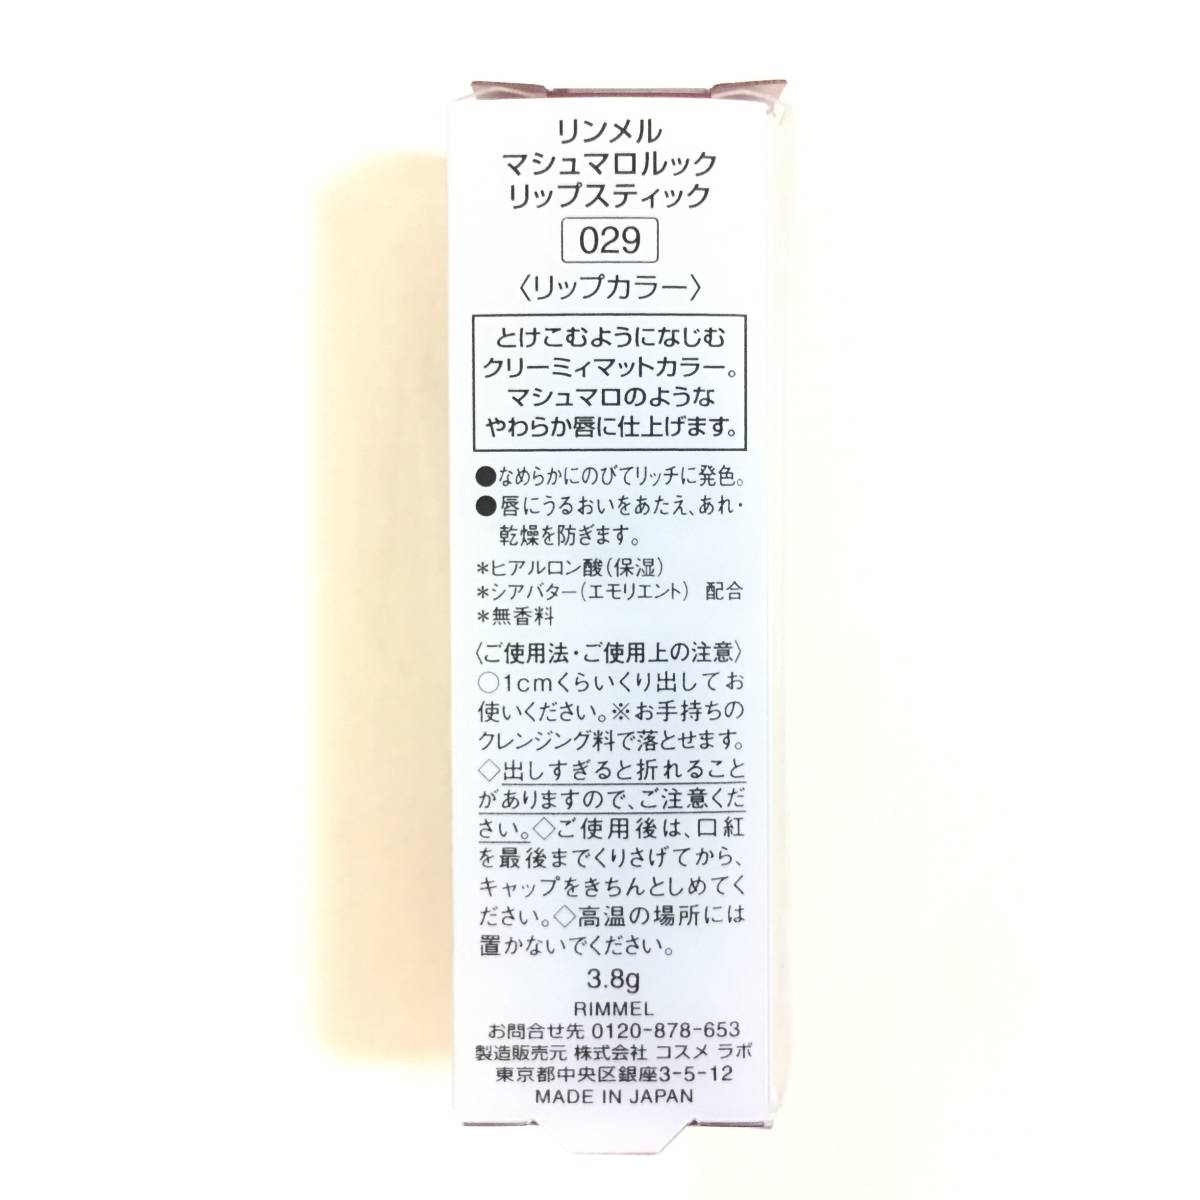 リンメル
マシュマロルック
リップスティック
029
〈リップカラー〉
とけこむようになじむ
クリーミィマットカラー。
マシュマロのような
やわらか唇に仕上げます。
●なめらかにのびてリッチに発色。
●唇にうるおいをあたえ、あれ・
乾燥を防ぎます。
*ヒアルロン酸(保湿)
*シアバター(エモリエント) 配合
*無香料
〈ご使用法・ご使用上の注意〉
○1cmくらいくり出してお
使いください。※お手持ちの
クレンジング料で落とせます。
◇出しすぎると折れること
がありますので、ご注意くだ
さい。◇ご使用後は、口紅
を最後までくりさげてから、
キャップをきちんとしめてく
ださい。◇高温の場所には
置かないでください。
3.8g
RIMMEL
お問合せ先 0120-878-653
製造販売元 株式会社 コスメ ラボ
東京都中央区銀座3-5-12
MADE IN JAPAN